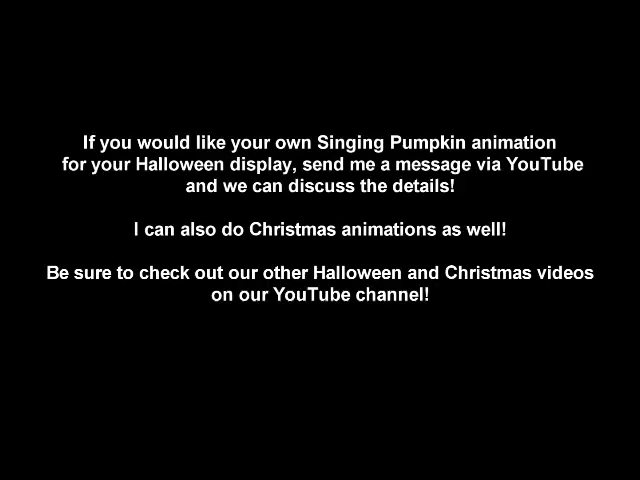 If you would like your own Singing Pumpkin animation
for your Halloween display, send me a message via YouTube
and we can discuss the details!
I can also do Christmas animations as well!
Be sure to check out our other Halloween and Christmas videos
on our YouTube channel!